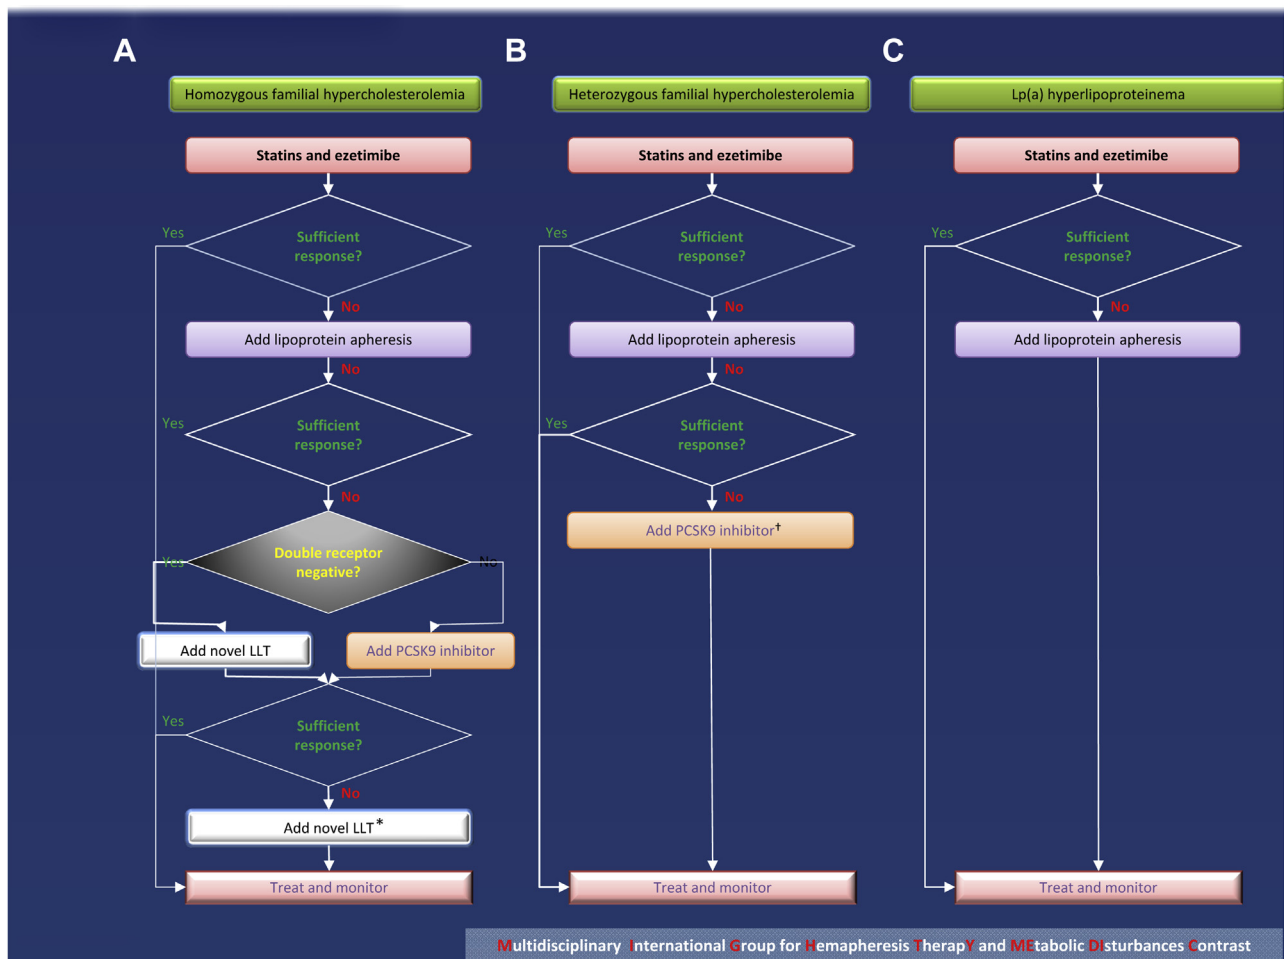 A
Homozygous familial hypercholesterolemia
Statins and ezetimibe
Yes
Sufficient
response?
No
Add lipoprotein apheresis
No
Yes
Sufficient
response?
No
Yes
Double receptor
negative?
No
Add novel LLT
Add PCSK9 inhibitor
Yes
Sufficient
response?
No
Add novel LLT*
Treat and monitor
B
Heterozygous familial hypercholesterolemia
Statins and ezetimibe
Yes
Sufficient
response?
No
Add lipoprotein apheresis
No
Yes
Sufficient
response?
No
Add PCSK9 inhibitor†
Treat and monitor
C
Lp(a) hyperlipoproteinema
Statins and ezetimibe
Yes
Sufficient
response?
No
Add lipoprotein apheresis
Treat and monitor
Multidisciplinary International Group for Hemapheresis TherapY and MEtabolic DIsturbances Contrast